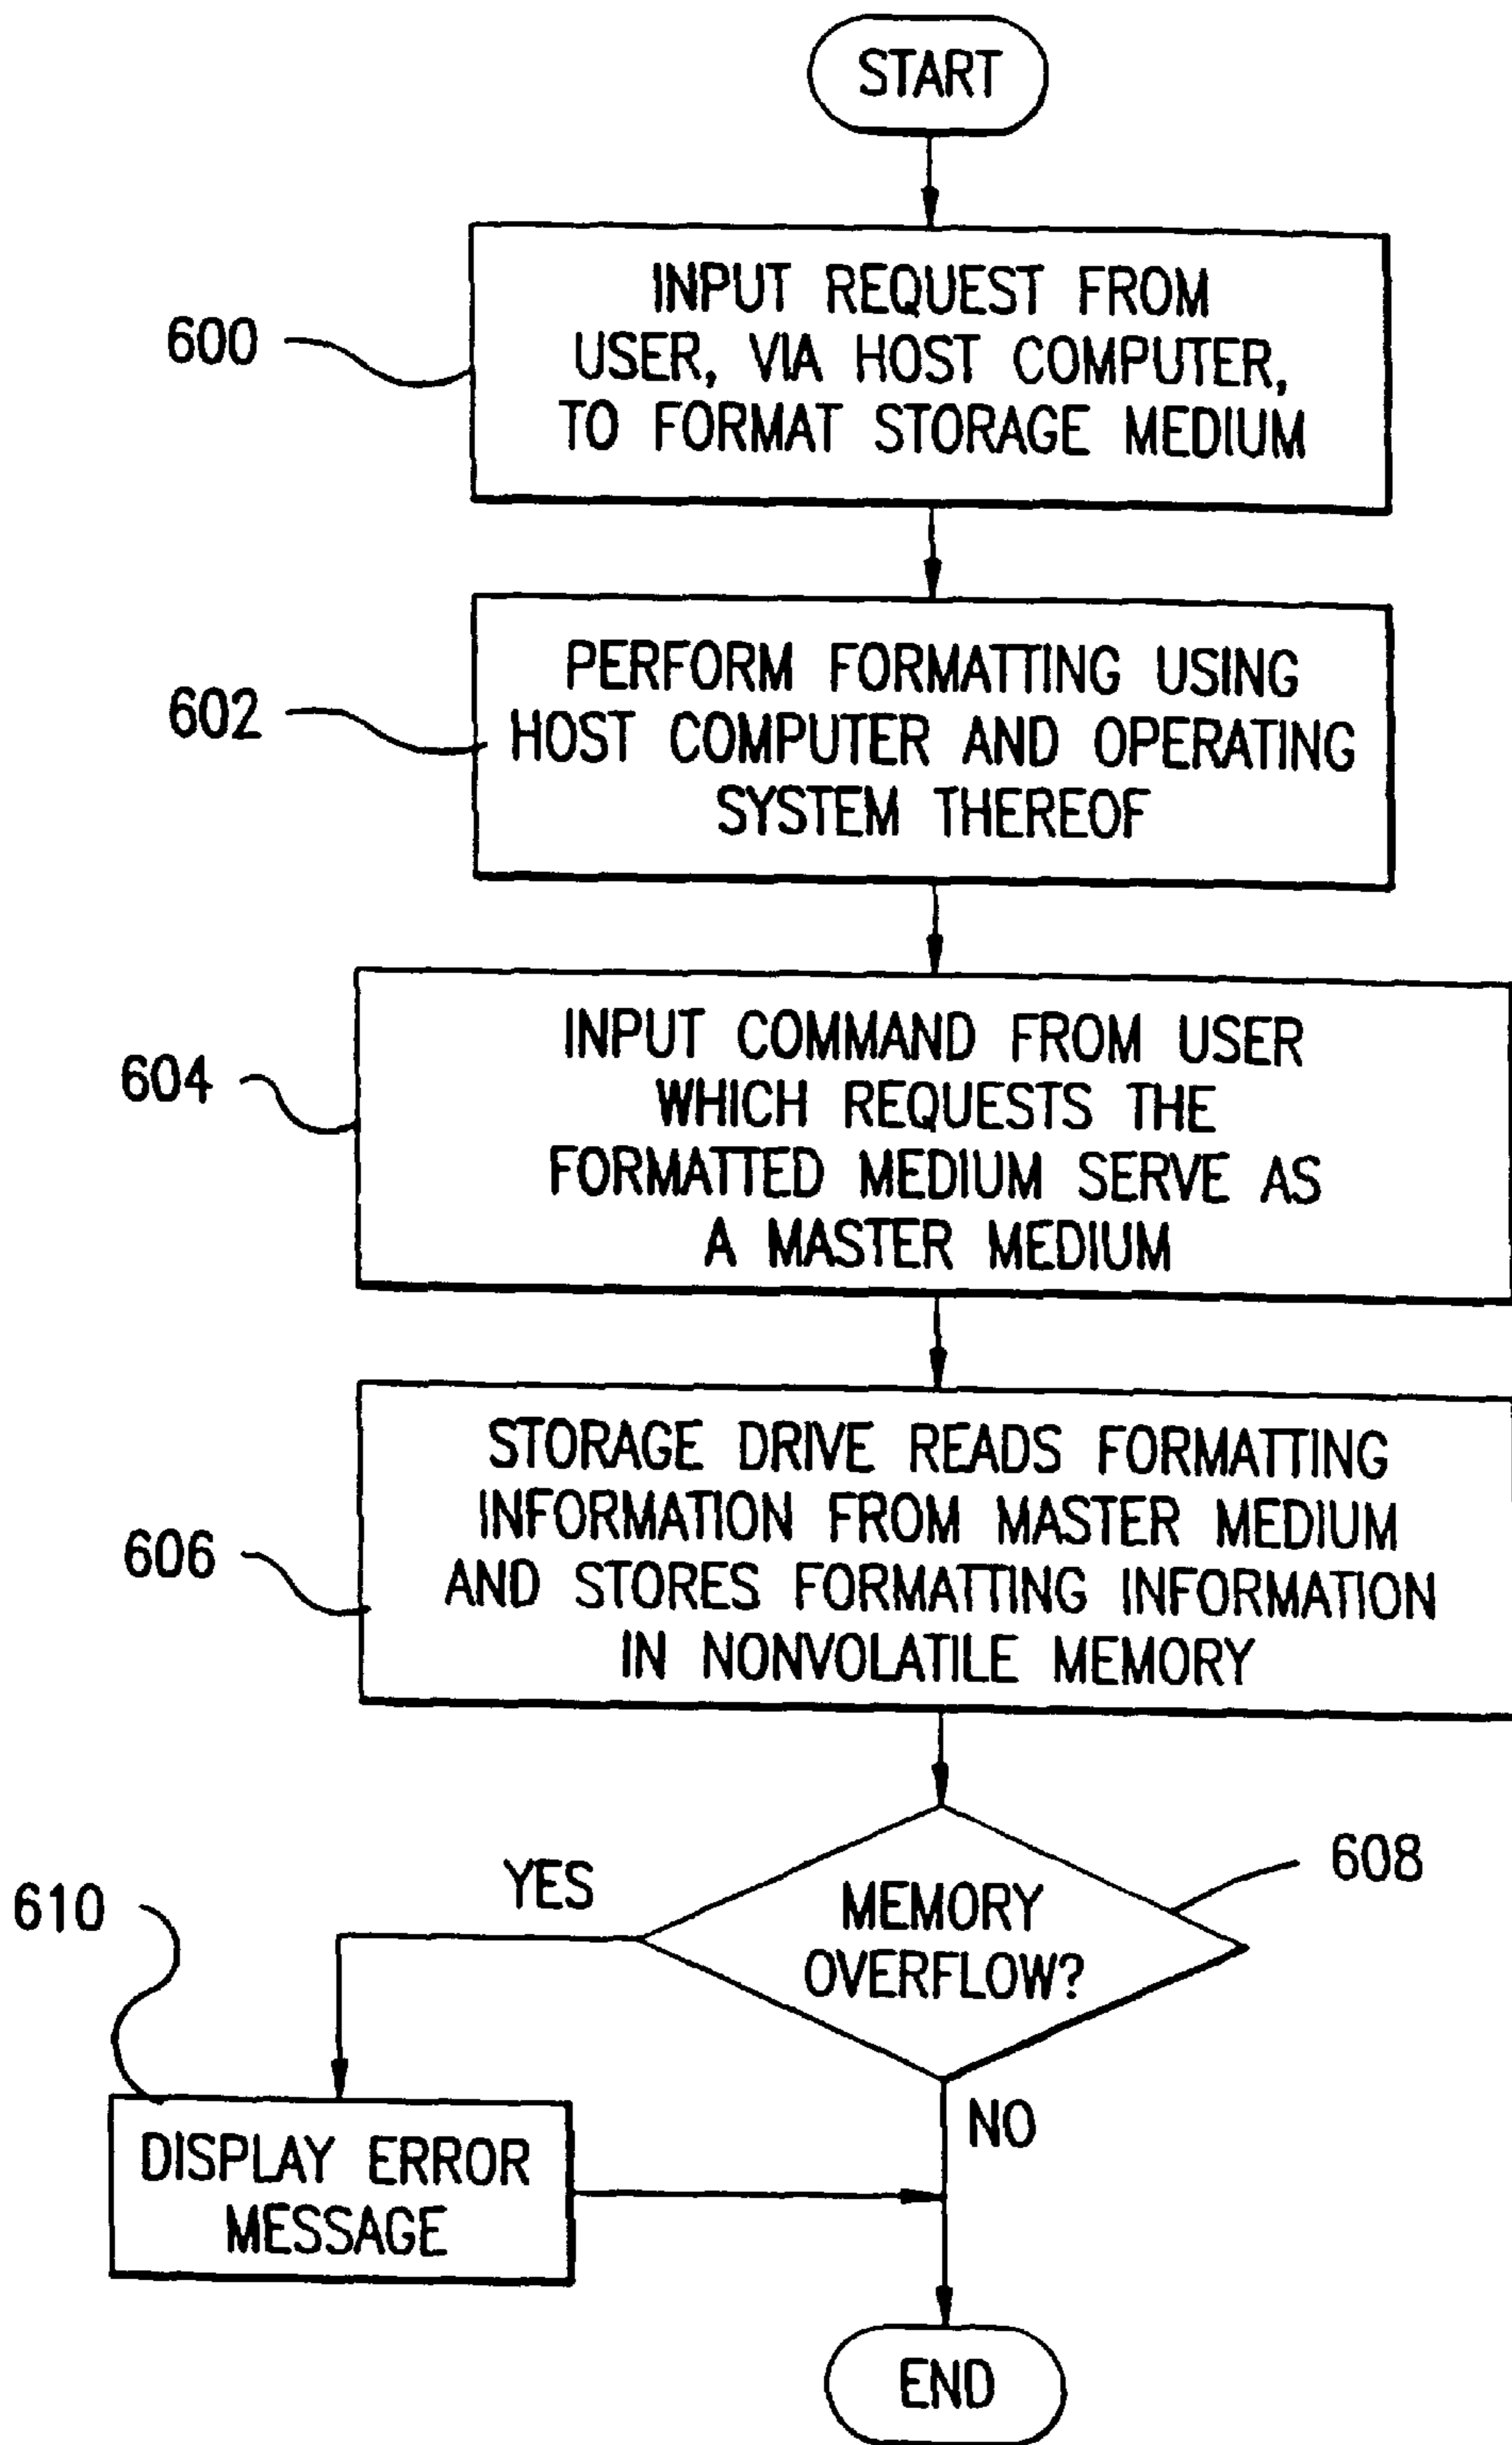 START
600
INPUT REQUEST FROM
USER, VIA HOST COMPUTER,
TO FORMAT STORAGE MEDIUM
602
PERFORM FORMATTING USING
HOST COMPUTER AND OPERATING
SYSTEM THEREOF
604
INPUT COMMAND FROM USER
WHICH REQUESTS THE
FORMATTED MEDIUM SERVE AS
A MASTER MEDIUM
606
STORAGE DRIVE READS FORMATTING
INFORMATION FROM MASTER MEDIUM
AND STORES FORMATTING INFORMATION
IN NONVOLATILE MEMORY
608
MEMORY
OVERFLOW?
YES
610
DISPLAY ERROR
MESSAGE
NO
END